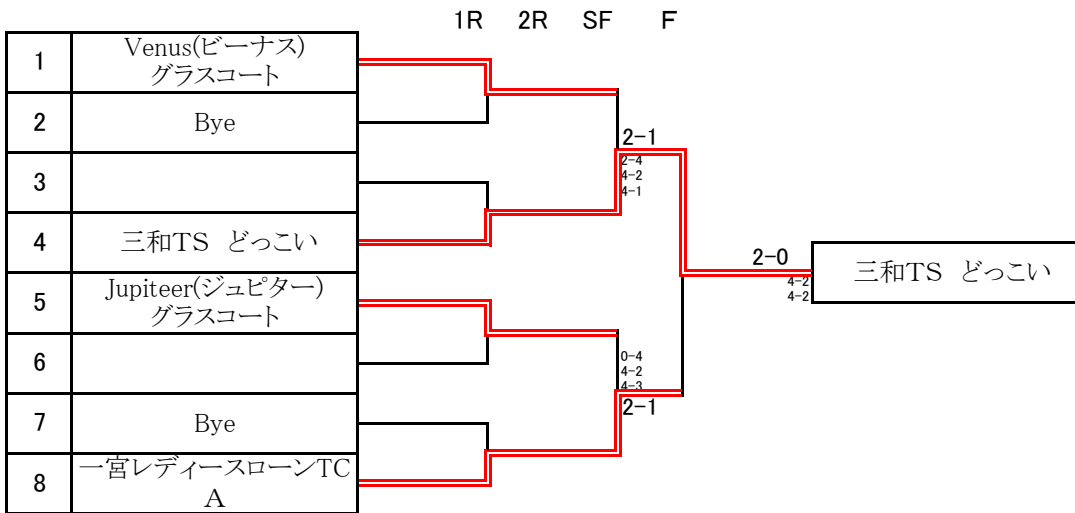 1R 2R SF F
1 Venus(ビーナス)
グラスコート
2 Bye
3
4 三和TS どっこい
5 Jupiteer(ジュピター)
グラスコート
6
7 Bye
8 一宮レディースローンTC
A
2-1
2-4
4-2
4-1
0-4
4-2
4-3
2-1
2-0
4-2
4-2
三和TS どっこい